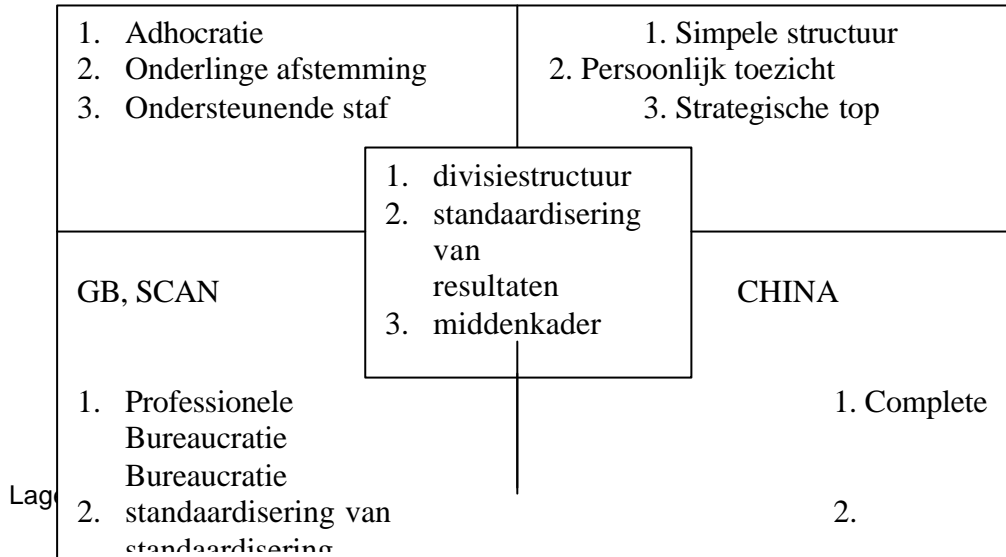 1. Adhocratie
2. Onderlinge afstemming
3. Ondersteunende staf
1. Simpele structuur
2. Persoonlijk toezicht
3. Strategische top
1. divisiestructuur
2. standaardisering
van
resultaten
3. middenkader
GB, SCAN
CHINA
1. Professionele
Bureaucratie
Bureaucratie
2. standaardisering van
standaardisering
1. Complete
2.
Lage